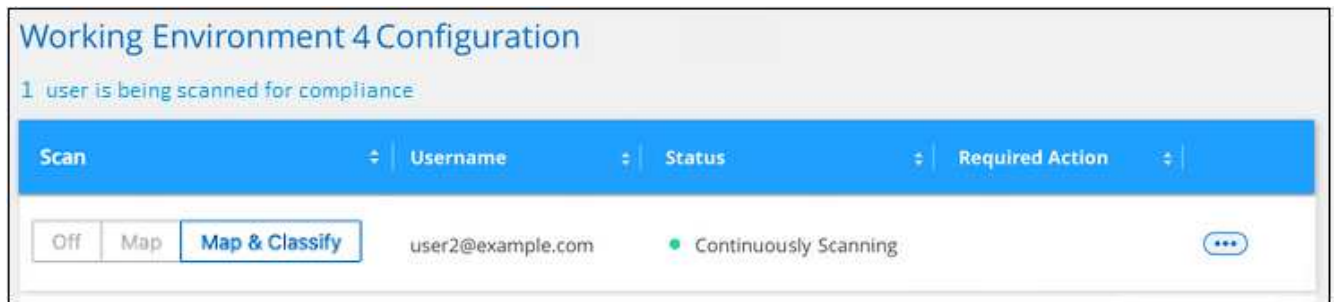 Working Environment 4 Configuration
1 user is being scanned for compliance
Scan Username Status Required Action
Off Map Map & Classify user2@example.com Continuously Scanning